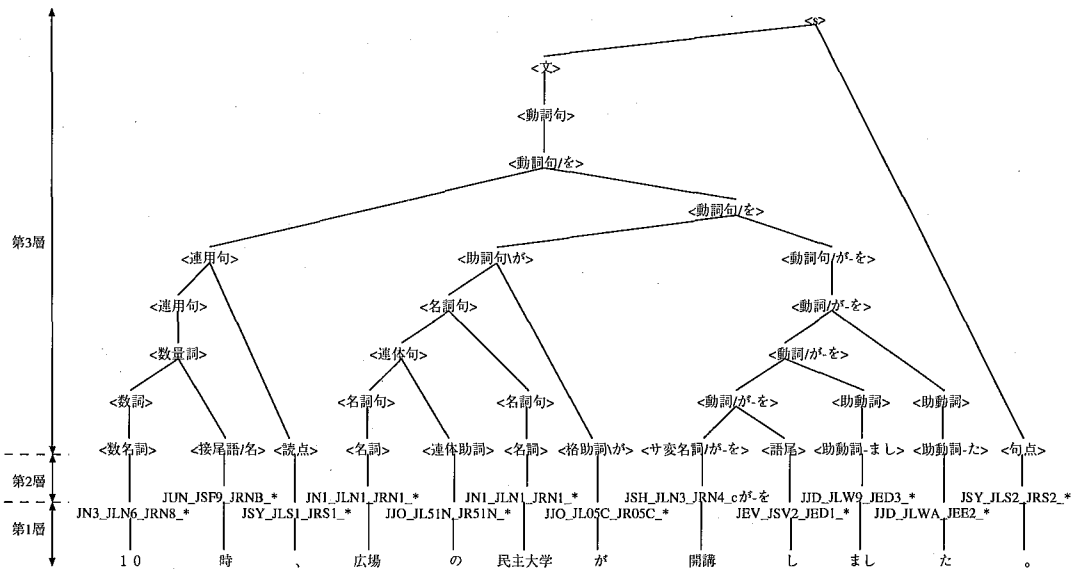 <s>
<文>
<動詞句>
<動詞句/を>
<動詞句/を>
第3層
<連用句> <助詞句\が> <動詞句/が-を>
<連用句> <名詞句> <動詞/が-を>
<数量詞> <連体句> <動詞/が-を>
<数詞> <名詞句> <名詞句> <動詞/が-を> <助動詞> <助動詞>
<数名詞> <接尾語/名> <読点> <名詞> <連体助詞> <名詞> <格助詞\が> <サ変名詞/が-を> <語尾> <助動詞-まし> <助動詞-た> <句点>
第2層
JUN_JSF9_JRNB_* JN1_JLN1_JRN1_* JN1_JLN1_JRN1_* JSH_JLN3_JRN4_cが-を JJD_JLW9_JED3_* JSY_JLS2_JRS2_*
JN3_JLN6_JRN8_* JSY_JLS1_JRS1_* JJO_JL51N_JR51N_* JJO_JL05C_JR05C_* JEV_JSV2_JED1_* JJD_JLWA_JEE2_*
第1層
10 時 、 広場 の 民主大学 が 開講 し まし た 。